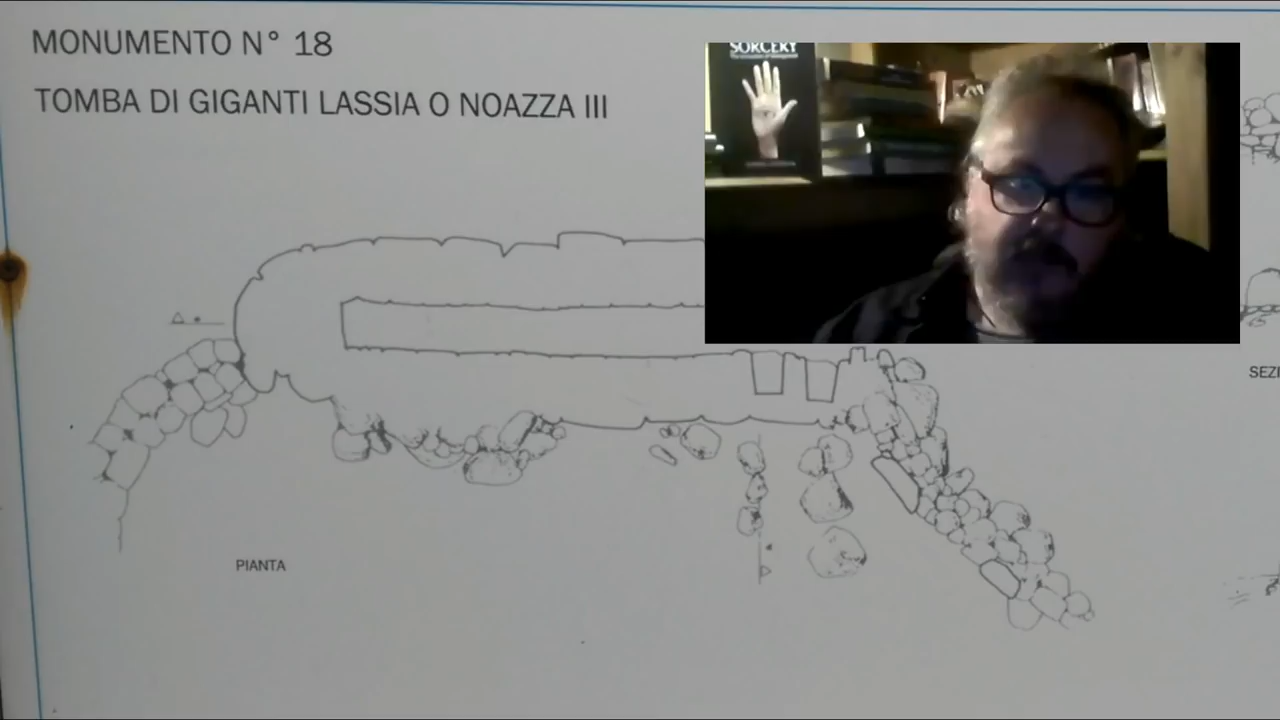 MONUMENTO N° 18
TOMBA DI GIGANTI LASSIA O NOAZZA III
SORCERY
PIANTA
SEZI